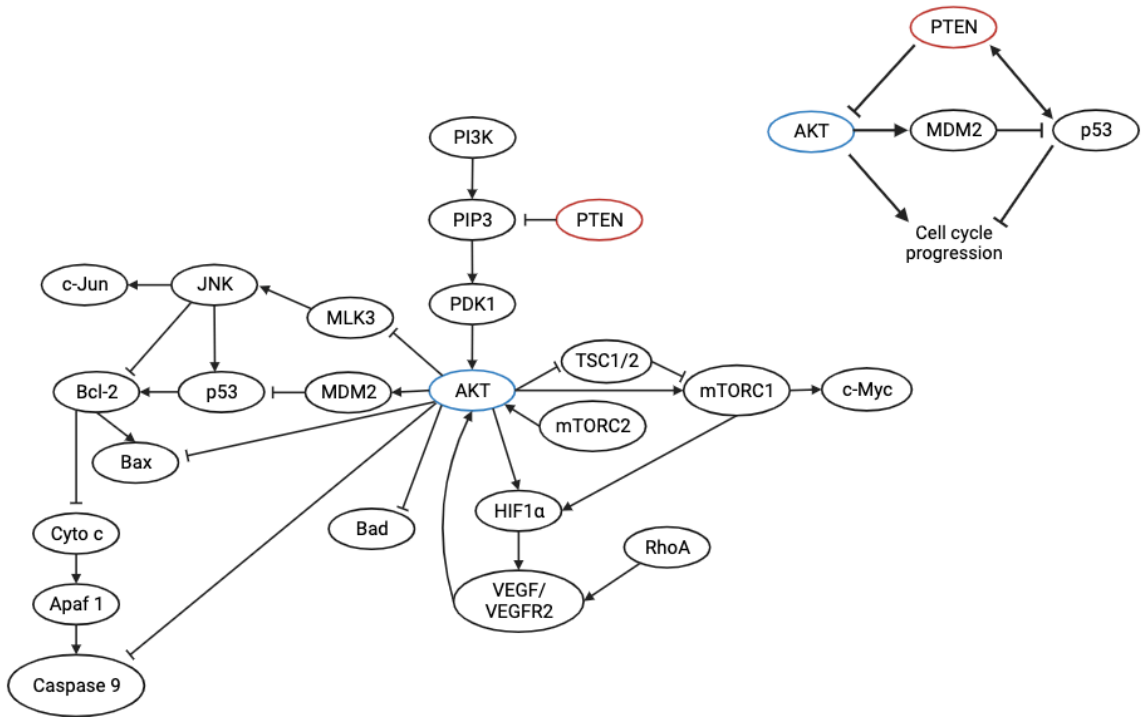 PTEN
AKT
MDM2
p53
Cell cycle
progression
PI3K
PIP3
PTEN
c-Jun
JNK
MLK3
PDK1
Bcl-2
p53
MDM2
AKT
TSC1/2
mTORC1
c-Myc
mTORC2
Bax
HIF1α
Cyto c
Bad
RhoA
VEGF/
VEGFR2
Apaf 1
Caspase 9